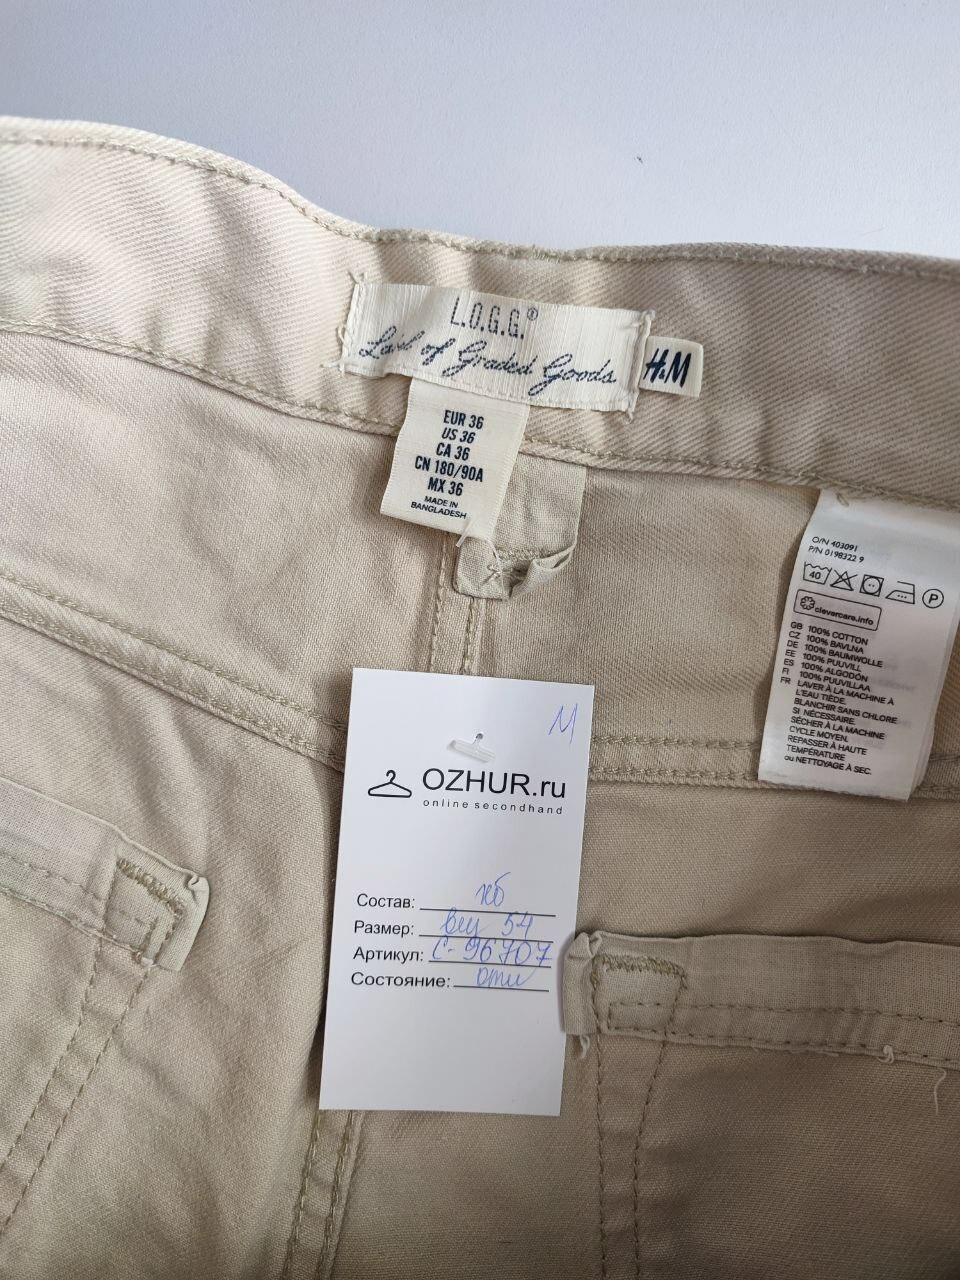 L.O.G.G.®
Label of Graded Goods
H&M
EUR 36
US 36
CA 36
CN 180/90A
MX 36
MADE IN
BANGLADESH
O/N 403091
P/N 0198322 9
40
P
clevercare.info
GB 100% COTTON
CZ 100% BAVLNA
DE 100% BAUMWOLLE
EE 100% PUUVILL
ES 100% ALGODÓN
FI 100% PUUVILLAA
FR LAVER À LA MACHINE À
L'EAU TIÈDE.
BLANCHIR SANS CHLORE
SI NÉCESSAIRE.
SÉCHER À LA MACHINE
CYCLE MOYEN.
REPASSER À HAUTE
TEMPÉRATURE
ou NETTOYAGE À SEC.
М
OZHUR.ru
online secondhand
Состав: хб
Размер: 54
Артикул: С-96707
Состояние: отл